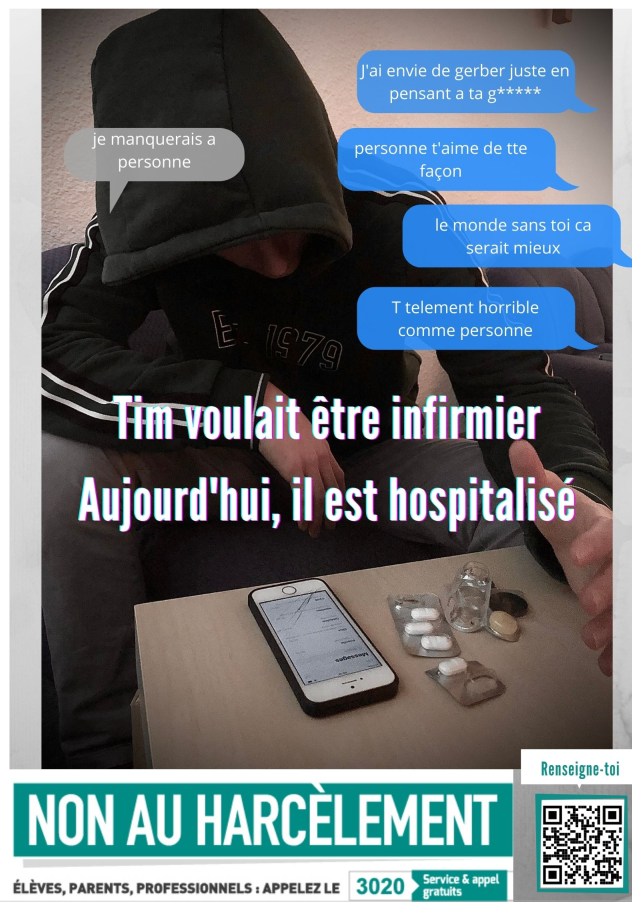 J'ai envie de gerber juste en
pensant a ta g*****
je manquerais a
personne
personne t'aime de tte
façon
le monde sans toi ca
serait mieux
T telement horrible
comme personne
E 1979
Tim voulait être infirmier
Aujourd'hui, il est hospitalisé
Messages
Renseigne-toi
NON AU HARCÈLEMENT
ÉLÈVES, PARENTS, PROFESSIONNELS : APPELEZ LE 3020 Service & appel
gratuits